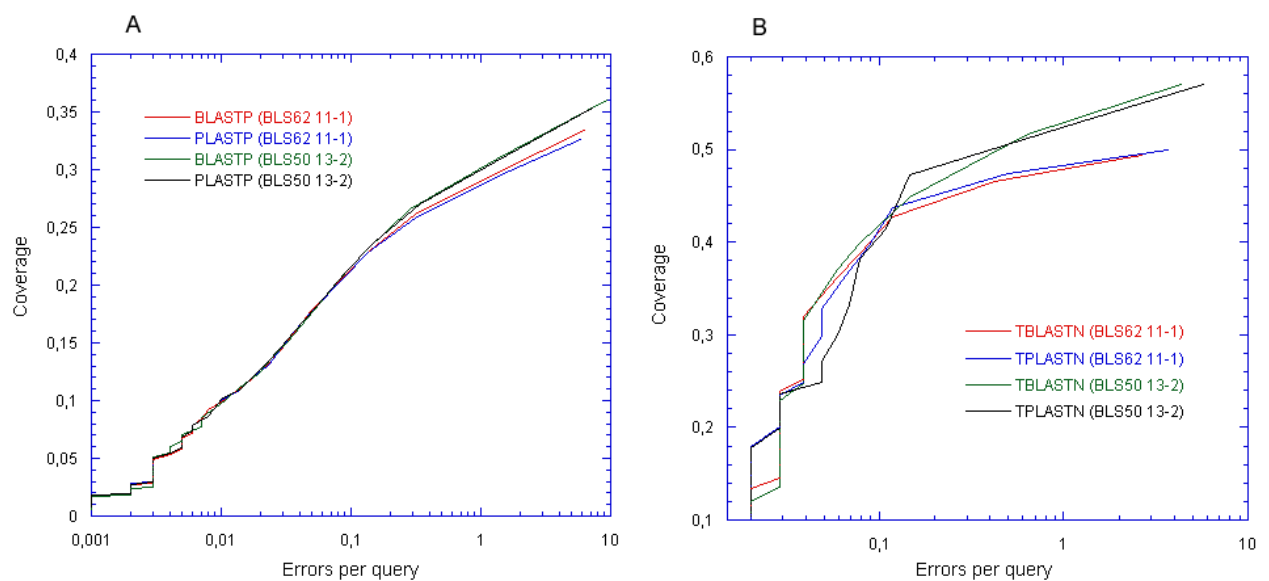 A
0,4
0,35
0,3
0,25
0,2
0,15
0,1
0,05
0
Coverage
BLASTP (BLS62 11-1)
PLASTP (BLS62 11-1)
BLASTP (BLS50 13-2)
PLASTP (BLS50 13-2)
0,001 0,01 0,1 1 10
Errors per query
B
0,6
0,5
0,4
0,3
0,2
0,1
Coverage
TBLASTN (BLS62 11-1)
TPLASTN (BLS62 11-1)
TBLASTN (BLS50 13-2)
TPLASTN (BLS50 13-2)
0,1 1 10
Errors per query